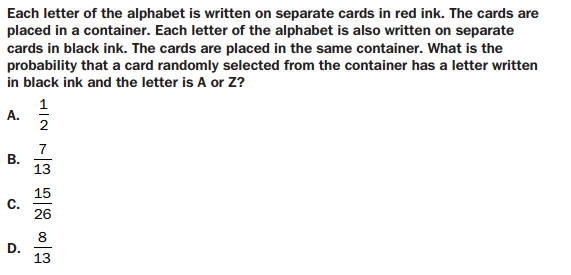 Each letter of the alphabet is written on separate cards in red ink. The cards are
placed in a container. Each letter of the alphabet is also written on separate
cards in black ink. The cards are placed in the same container. What is the
probability that a card randomly selected from the container has a letter written
in black ink and the letter is A or Z?
A. 1/2
B. 7/13
C. 15/26
D. 8/13